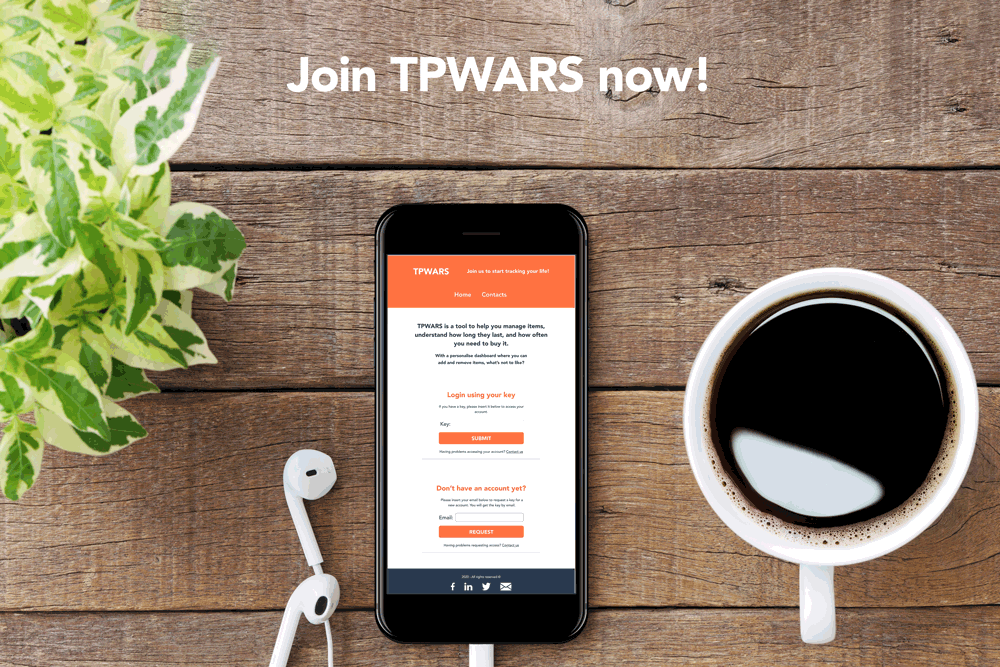 Join TPWARS now!
TPWARS
Join us to start tracking your life!
Home Contacts
TPWARS is a tool to help you manage items,
understand how long they last, and how often
you need to buy it.
With a personalise dashboard where you can
add and remove items, what's not to like?
Login using your key
If you have a key, please insert it below to access your
account.
Key:
SUBMIT
Having problems accessing your account? Contact us
Don't have an account yet?
Please insert your email below or request a key for a
new account. You will get the key by email.
Email:
REQUEST
Having problems requesting access? Contact us
2020 - All rights reserved ©